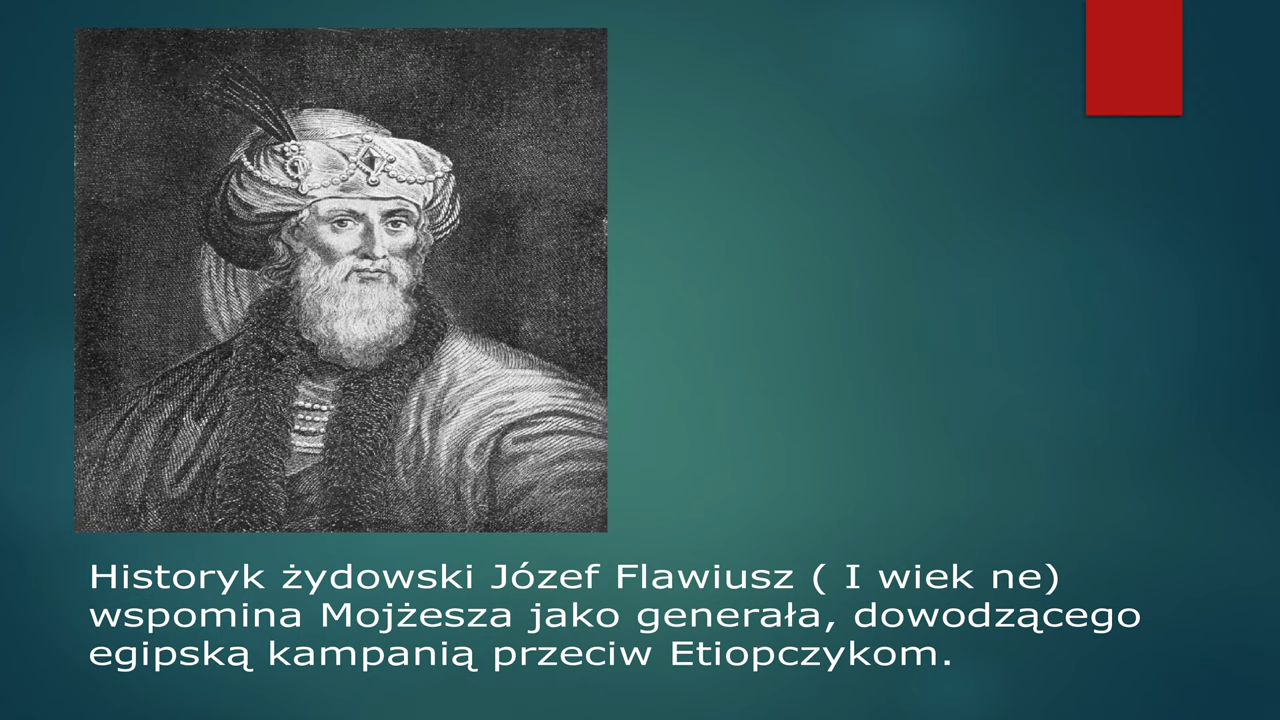 Historyk żydowski Józef Flawiusz ( I wiek ne)
wspomina Mojżesza jako generała, dowodzącego
egipską kampanią przeciw Etiopczykom.